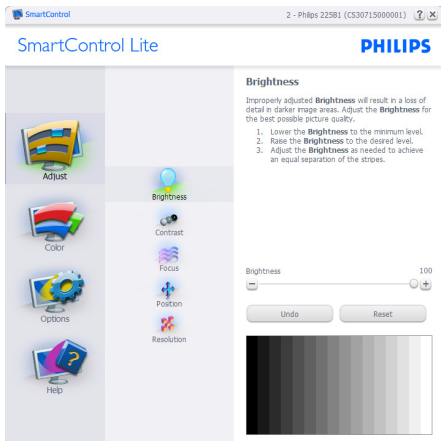 SmartControl
2 - Philips 225B1 (CS30715000001)
SmartControl Lite
PHILIPS
Adjust
Color
Options
Help
Brightness
Contrast
Focus
Position
Resolution
Brightness
Improperly adjusted Brightness will result in a loss of
detail in darker image areas. Adjust the Brightness for
the best possible picture quality.
1. Lower the Brightness to the minimum level.
2. Raise the Brightness to the desired level.
3. Adjust the Brightness as needed to achieve
an equal separation of the stripes.
Brightness 100
Undo Reset